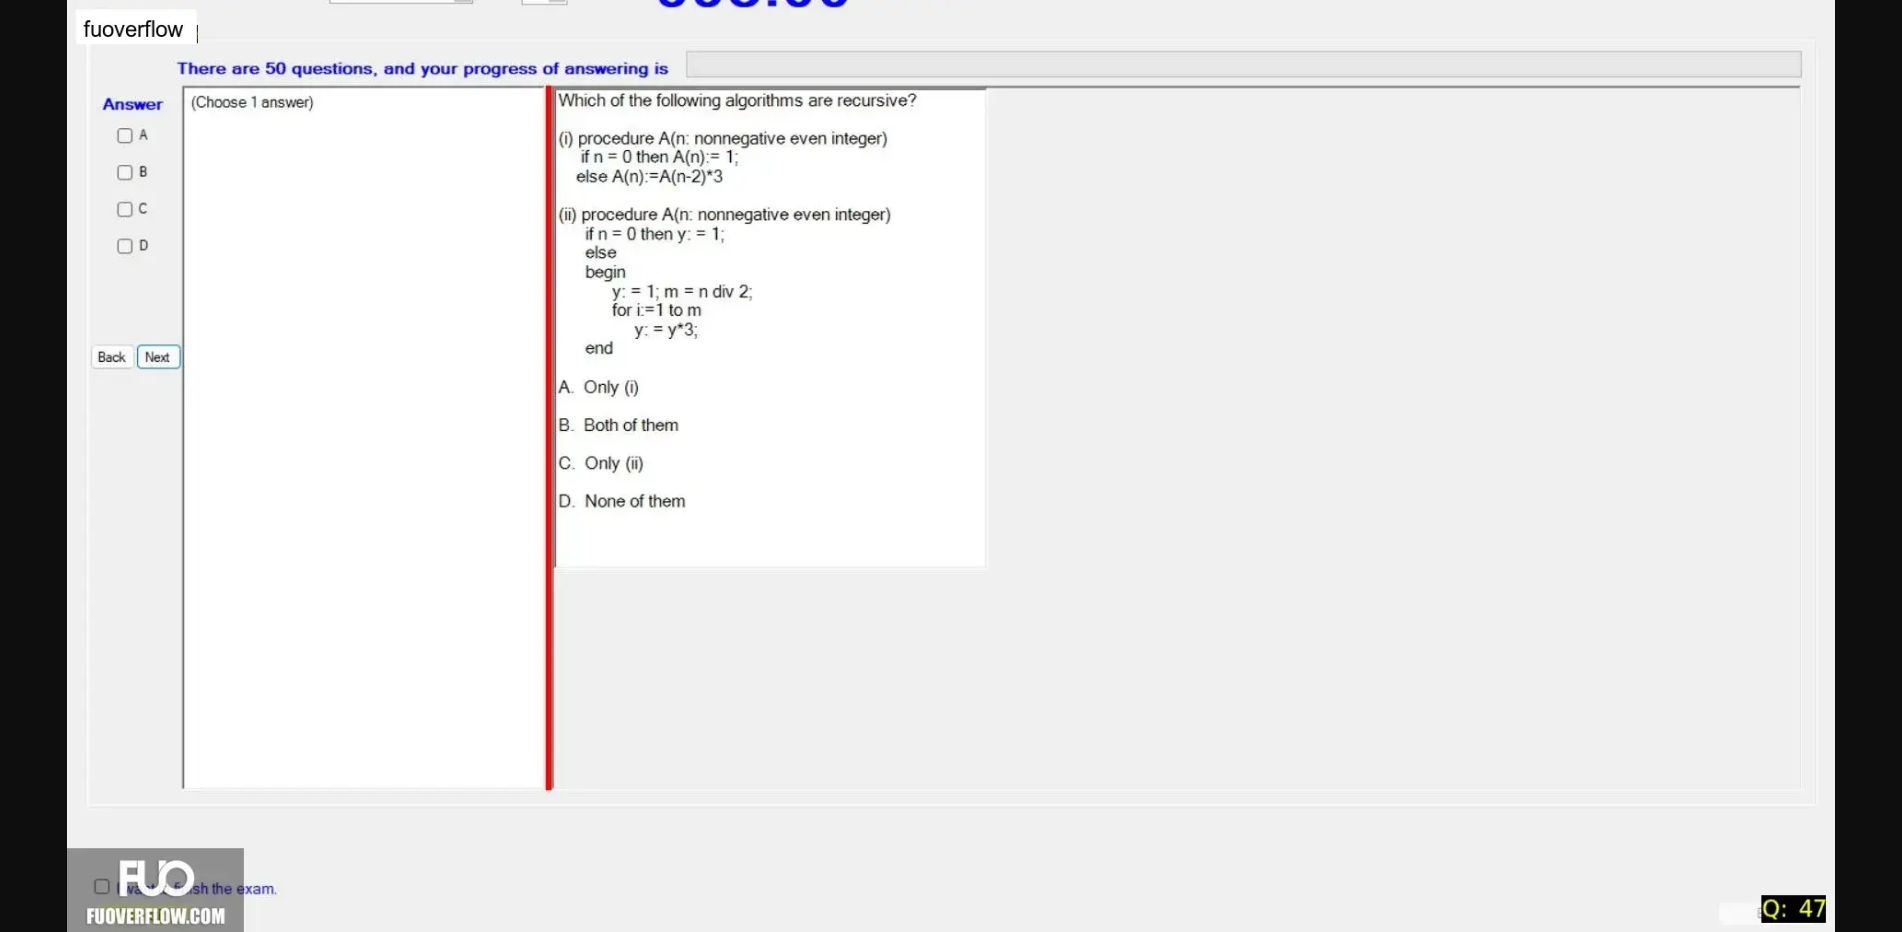 fuoverflow
There are 50 questions, and your progress of answering is
Answer
(Choose 1 answer)
A
B
C
D
Back Next
Which of the following algorithms are recursive?
(i) procedure A(n: nonnegative even integer)
if n = 0 then A(n):= 1;
else A(n):=A(n-2)*3
(ii) procedure A(n: nonnegative even integer)
if n = 0 then y: = 1;
else
begin
y: = 1; m = n div 2;
for i:=1 to m
y: = y*3;
end
A. Only (i)
B. Both of them
C. Only (ii)
D. None of them
FUO
the exam.
FUOVERFLOW.COM
Q: 47